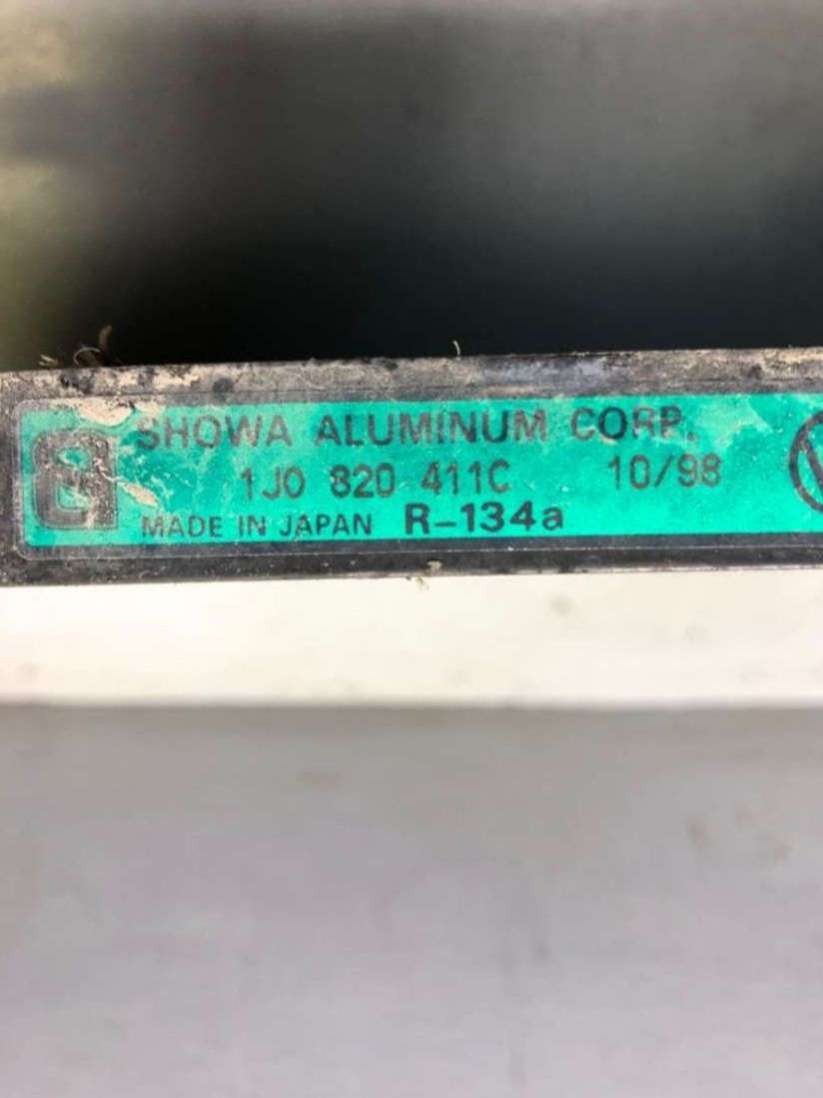 SHOWA ALUMINUM CORP.
1J0 820 411C 10/98
MADE IN JAPAN R-134a